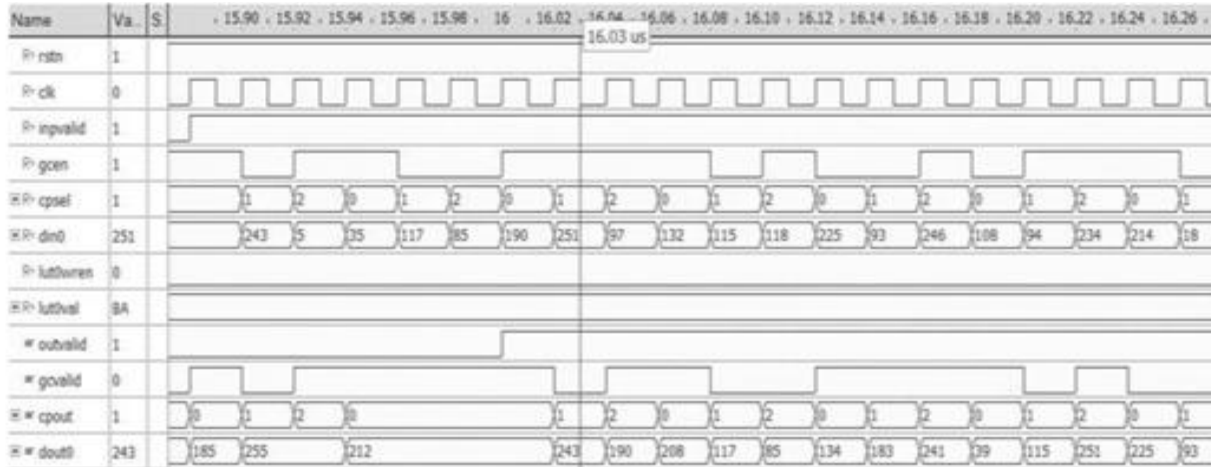 Name Va.. S. 15.90 15.92 15.94 15.96 15.98 16 16.02 16.04 16.06 16.08 16.10 16.12 16.14 16.16 16.18 16.20 16.22 16.24 16.26
16.03 us
rstn 1
clk 0
inpvalid 1
gcen 1
cpsel 1 1 2 0 1 2 0 1 2 0 1 2 0 1 2 0 1 2 0 1
din0 251 243 5 35 117 85 190 251 97 132 115 118 225 93 246 108 94 234 214 18
lut0wren 0
lut0val BA
outvalid 1
gcvalid 0
cpout 1 0 1 2 0 1 2 0 1 2 0 1 2 0 1 2 0 1
dout0 243 185 255 212 243 190 208 117 85 134 183 241 39 115 251 225 93